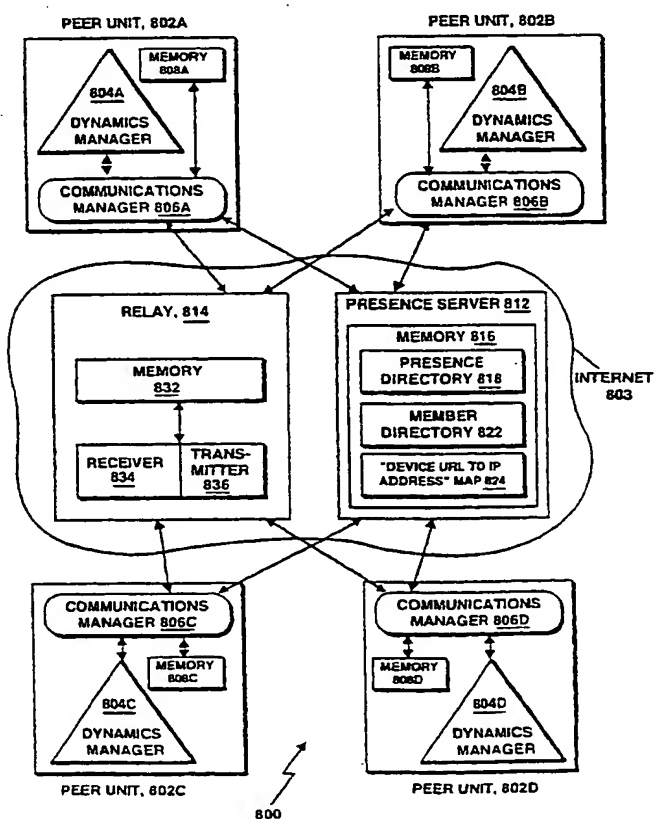 PEER UNIT, 802A
PEER UNIT, 802B
MEMORY
808A
804A
DYNAMICS
MANAGER
COMMUNICATIONS
MANAGER 806A
MEMORY
808B
804B
DYNAMICS
MANAGER
COMMUNICATIONS
MANAGER 806B
RELAY, 814
MEMORY
832
RECEIVER
834
TRANS-
MITTER
836
PRESENCE SERVER 812
MEMORY 816
PRESENCE
DIRECTORY 818
MEMBER
DIRECTORY 822
"DEVICE URL TO IP
ADDRESS" MAP 824
INTERNET
803
COMMUNICATIONS
MANAGER 806C
MEMORY
808C
804C
DYNAMICS
MANAGER
COMMUNICATIONS
MANAGER 806D
MEMORY
808D
804D
DYNAMICS
MANAGER
PEER UNIT, 802C
PEER UNIT, 802D
800